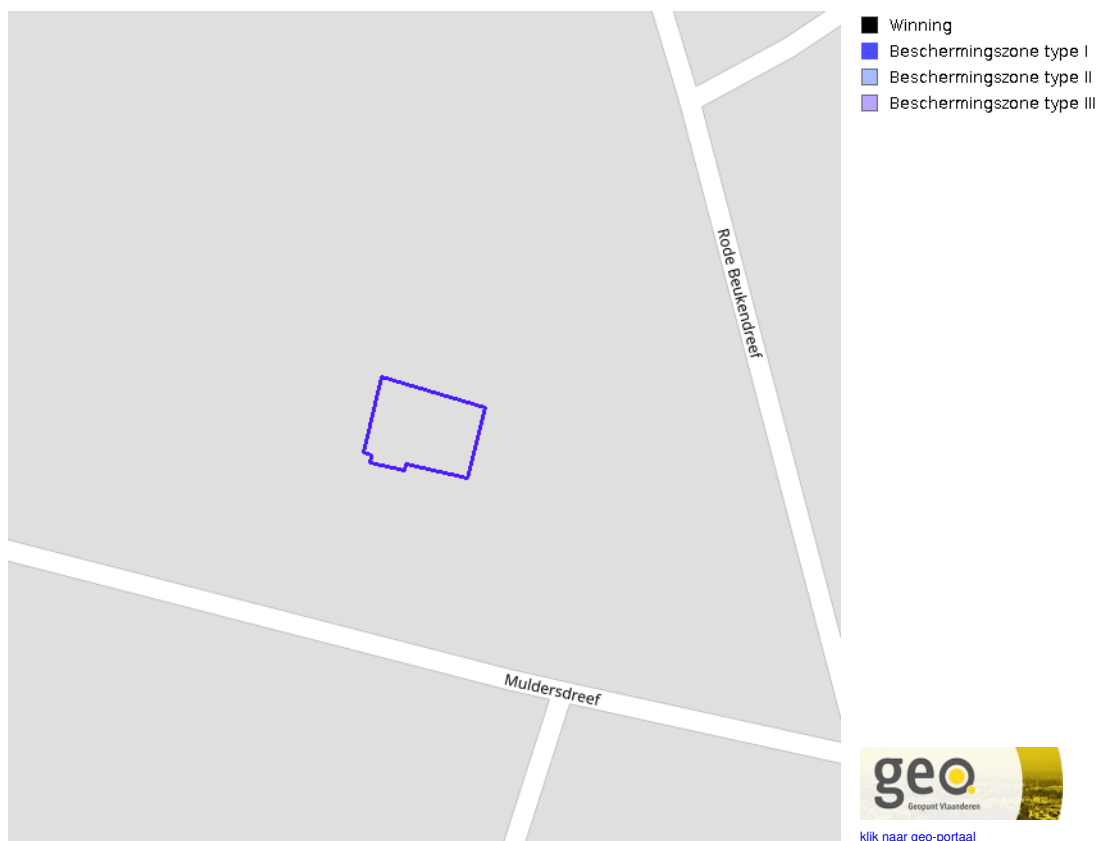 Winning
Beschermingszone type I
Beschermingszone type II
Beschermingszone type III
Rode Beukendreef
Muldersdreef
geo.
Geopunt Vlaanderen
klik naar geo-portaal